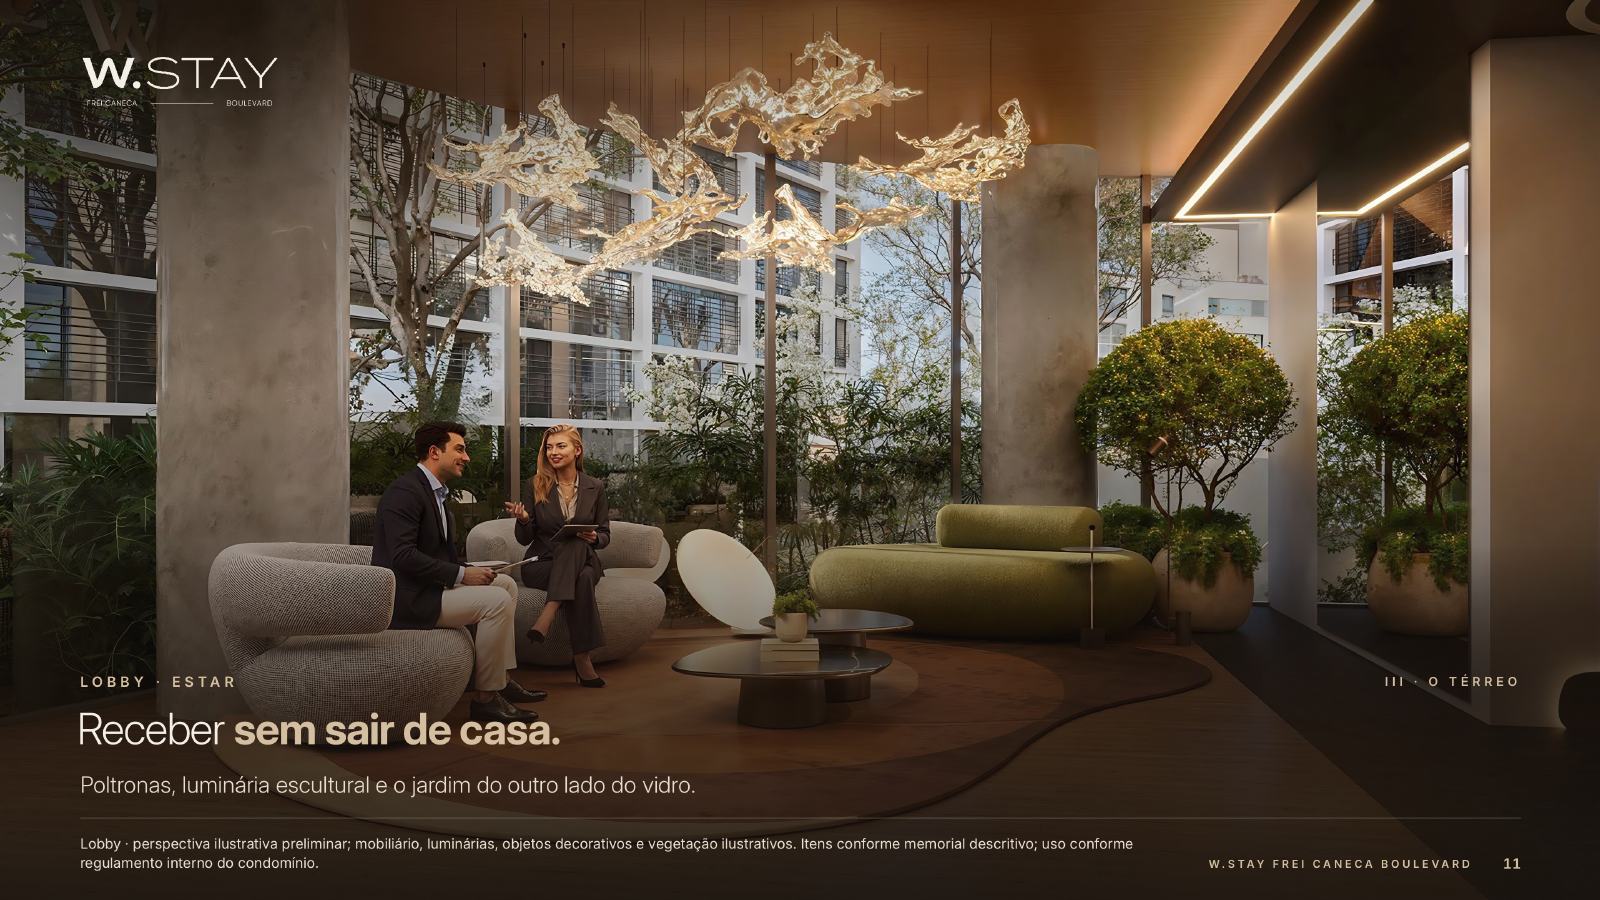 W.STAY
FREI CANECA BOULEVARD
LOBBY · ESTAR
III · O TÉRREO
Receber sem sair de casa.
Poltronas, luminária escultural e o jardim do outro lado do vidro.
Lobby · perspectiva ilustrativa preliminar; mobiliário, luminárias, objetos decorativos e vegetação ilustrativos. Itens conforme memorial descritivo; uso conforme
regulamento interno do condomínio.
W.STAY FREI CANECA BOULEVARD 11